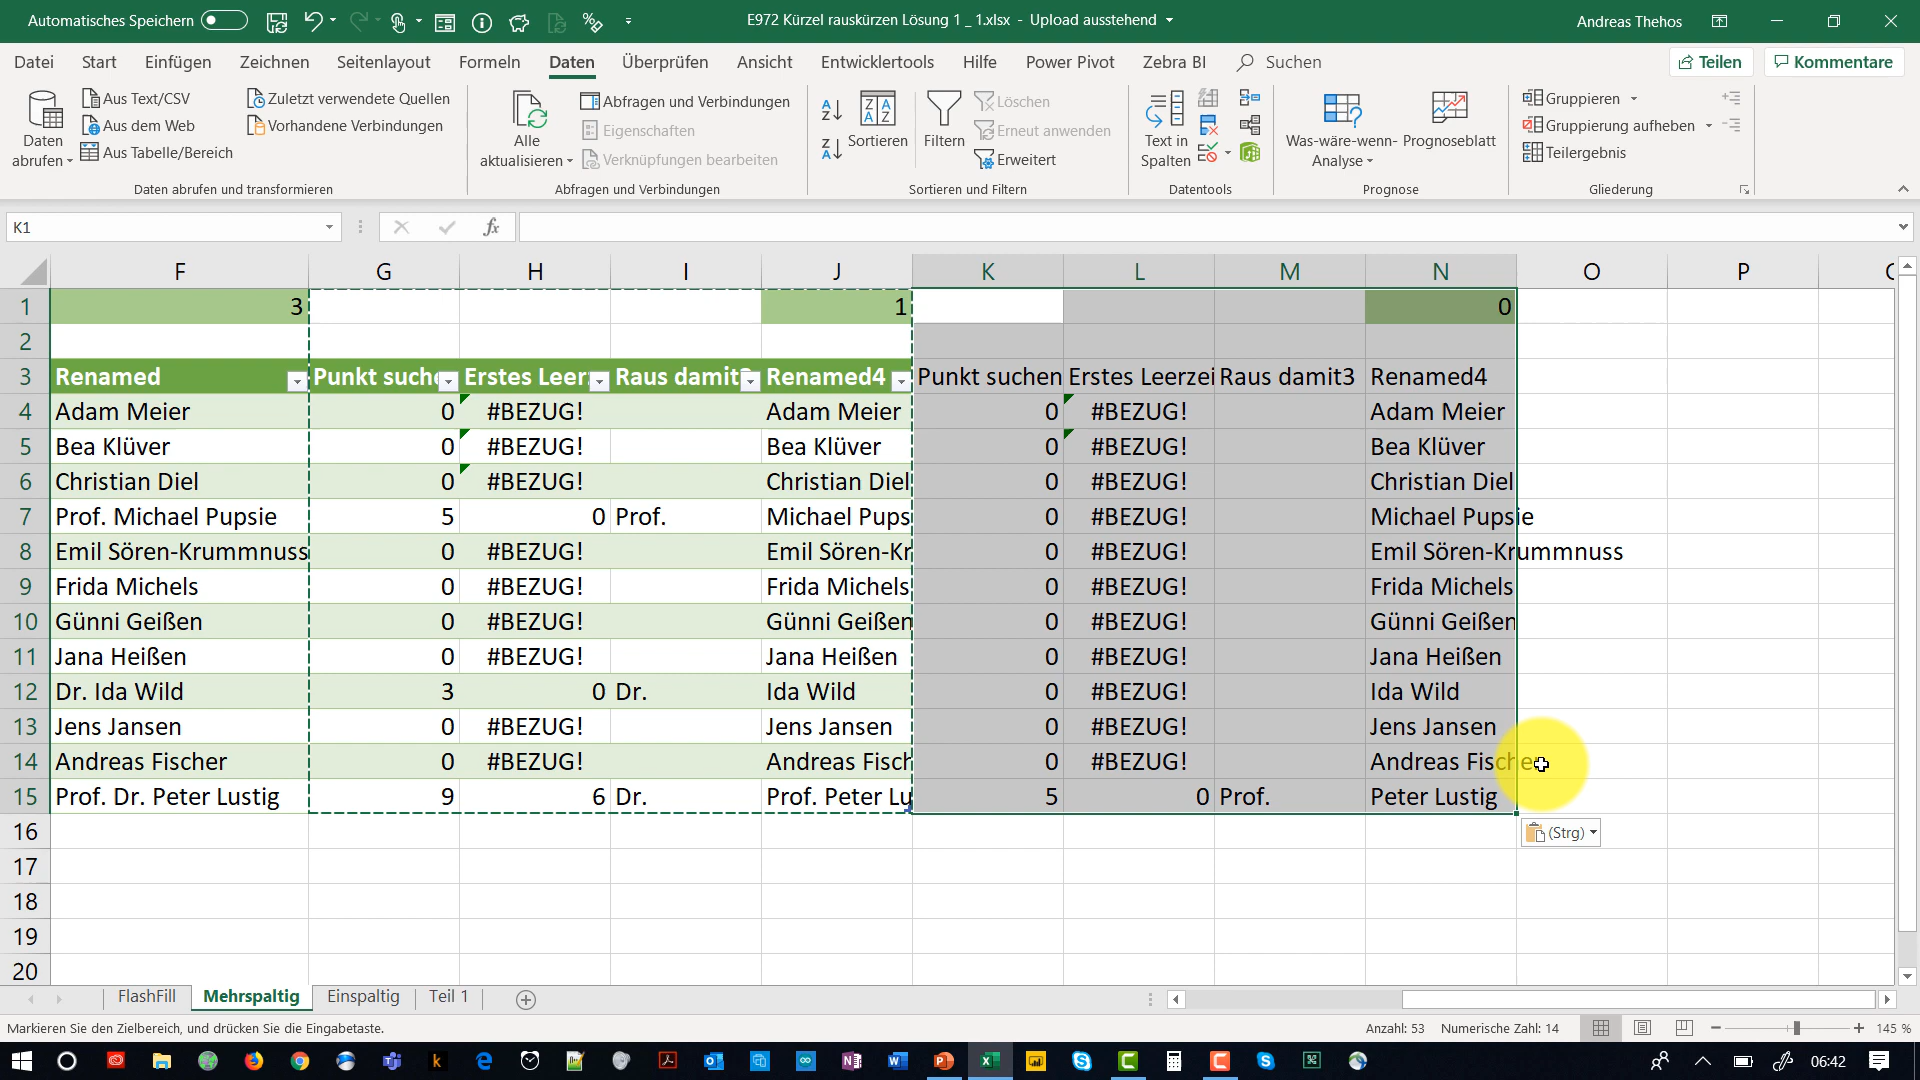 Automatisches Speichern
E972 Kürzel rauskürzen Lösung 1 _ 1.xlsx - Upload ausstehend
Andreas Thehos
Datei Start Einfügen Zeichnen Seitenlayout Formeln Daten Überprüfen Ansicht Entwicklertools Hilfe Power Pivot Zebra BI Suchen Teilen Kommentare
Daten abrufen
Aus Text/CSV
Aus dem Web
Aus Tabelle/Bereich
Zuletzt verwendete Quellen
Vorhandene Verbindungen
Daten abrufen und transformieren
Alle aktualisieren
Abfragen und Verbindungen
Eigenschaften
Verknüpfungen bearbeiten
Abfragen und Verbindungen
Sortieren
Filtern
Löschen
Erneut anwenden
Erweitert
Sortieren und Filtern
Text in Spalten
Datentools
Was-wäre-wenn-Analyse
Prognoseblatt
Prognose
Gruppieren
Gruppierung aufheben
Teilergebnis
Gliederung
K1 fx
F G H I J K L M N O P
1 3 1 0
2
3 Renamed Punkt such Erstes Leer Raus damit Renamed4 Punkt suchen Erstes Leerzei Raus damit3 Renamed4
4 Adam Meier 0 #BEZUG! Adam Meier 0 #BEZUG! Adam Meier
5 Bea Klüver 0 #BEZUG! Bea Klüver 0 #BEZUG! Bea Klüver
6 Christian Diel 0 #BEZUG! Christian Diel 0 #BEZUG! Christian Diel
7 Prof. Michael Pupsie 5 0 Prof. Michael Pups 0 #BEZUG! Michael Pupsie
8 Emil Sören-Krummnuss 0 #BEZUG! Emil Sören-Kr 0 #BEZUG! Emil Sören-Krummnuss
9 Frida Michels 0 #BEZUG! Frida Michels 0 #BEZUG! Frida Michels
10 Günni Geißen 0 #BEZUG! Günni Geißen 0 #BEZUG! Günni Geißen
11 Jana Heißen 0 #BEZUG! Jana Heißen 0 #BEZUG! Jana Heißen
12 Dr. Ida Wild 3 0 Dr. Ida Wild 0 #BEZUG! Ida Wild
13 Jens Jansen 0 #BEZUG! Jens Jansen 0 #BEZUG! Jens Jansen
14 Andreas Fischer 0 #BEZUG! Andreas Fisch 0 #BEZUG! Andreas Fischer
15 Prof. Dr. Peter Lustig 9 6 Dr. Prof. Peter Lu 5 0 Prof. Peter Lustig
16 (Strg)
17
18
19
20
FlashFill Mehrspaltig Einspaltig Teil 1
Markieren Sie den Zielbereich, und drücken Sie die Eingabetaste. Anzahl: 53 Numerische Zahl: 14 145 %
06:42